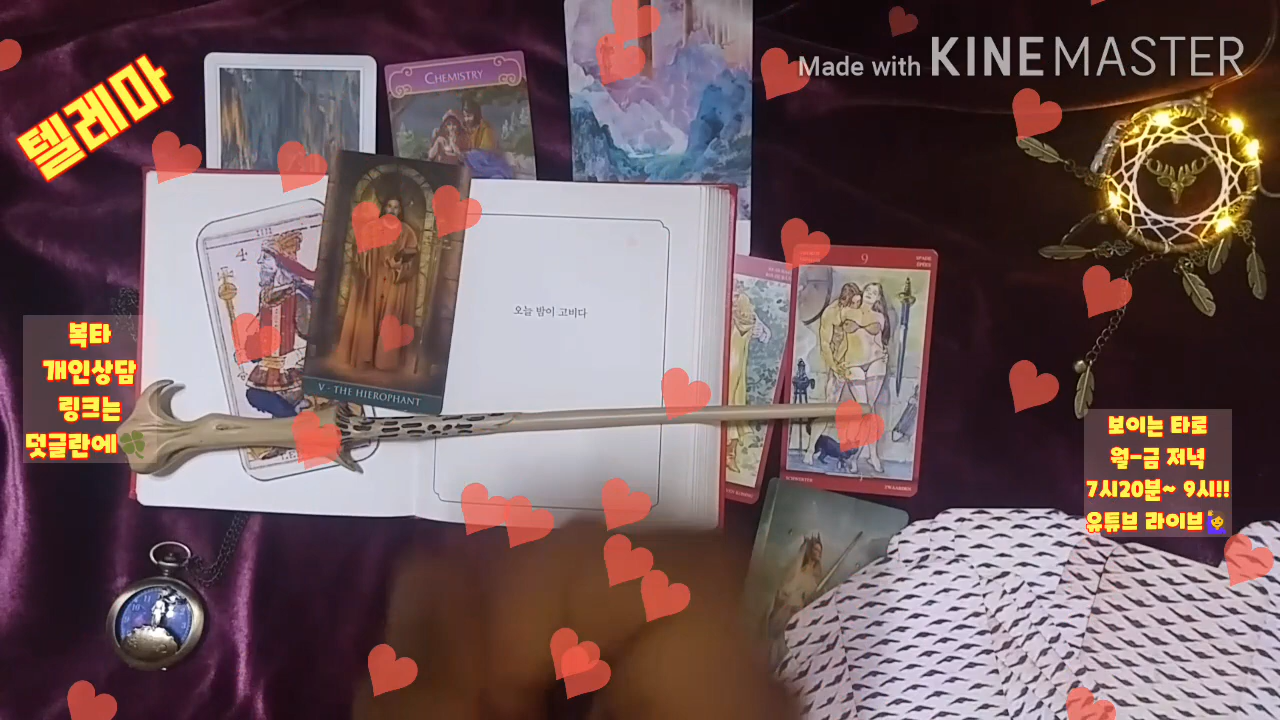 Made with KINEMASTER
텔레마
CHEMISTRY
9
4
오늘 밤이 고비다
V - THE HIEROPHANT
복타
개인상담
링크는
덧글란에🍀
보이는 타로
월-금 저녁
7시20분~ 9시!!
유튜브 라이브🙋‍♀️